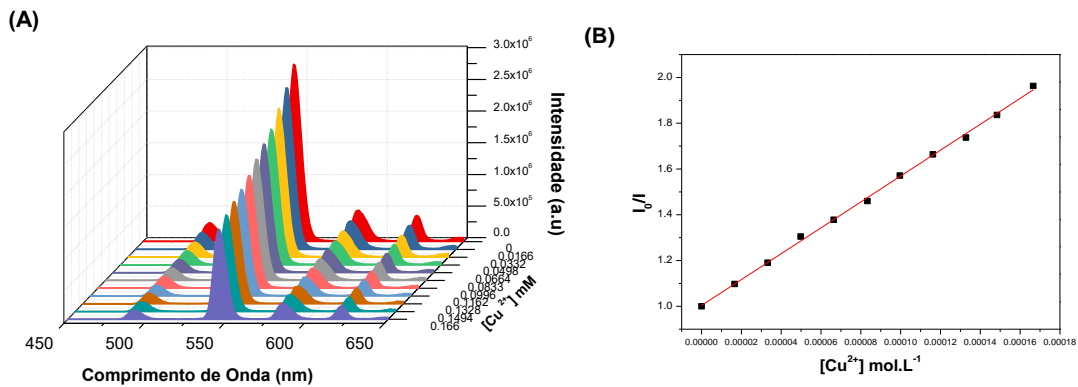 (A)
3.0x10⁶
2.5x10⁶
2.0x10⁶
1.5x10⁶
1.0x10⁶
5.0x10⁵
0.0
Intensidade (a.u)
0
0.0166
0.0332
0.0498
0.0664
0.0833
0.0996
0.1162
0.1328
0.1494
0.166
[Cu²⁺] mM
450 500 550 600 650
Comprimento de Onda (nm)
(B)
2.0
1.8
1.6
1.4
1.2
1.0
I₀/I
0.00000 0.00002 0.00004 0.00006 0.00008 0.00010 0.00012 0.00014 0.00016 0.00018
[Cu²⁺] mol.L⁻¹